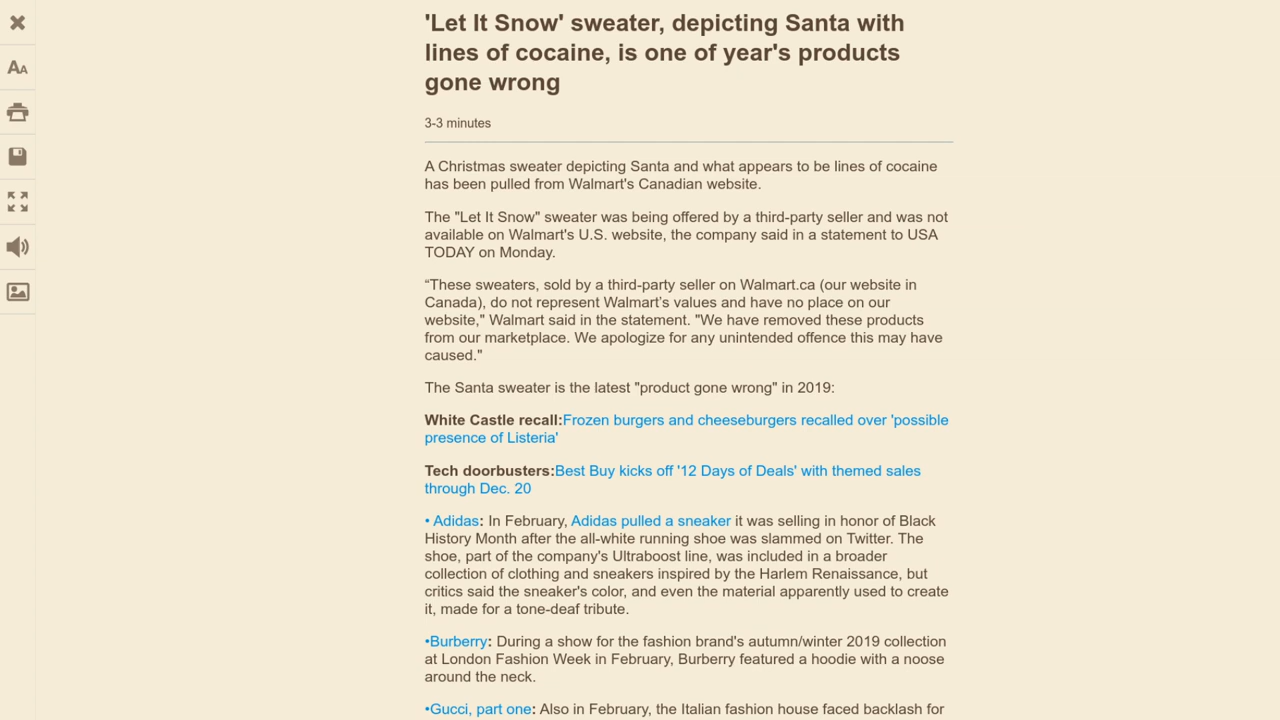 'Let It Snow' sweater, depicting Santa with
lines of cocaine, is one of year's products
gone wrong
3-3 minutes
A Christmas sweater depicting Santa and what appears to be lines of cocaine
has been pulled from Walmart's Canadian website.
The "Let It Snow" sweater was being offered by a third-party seller and was not
available on Walmart's U.S. website, the company said in a statement to USA
TODAY on Monday.
“These sweaters, sold by a third-party seller on Walmart.ca (our website in
Canada), do not represent Walmart’s values and have no place on our
website," Walmart said in the statement. "We have removed these products
from our marketplace. We apologize for any unintended offence this may have
caused."
The Santa sweater is the latest "product gone wrong" in 2019:
White Castle recall:Frozen burgers and cheeseburgers recalled over 'possible
presence of Listeria'
Tech doorbusters:Best Buy kicks off '12 Days of Deals' with themed sales
through Dec. 20
• Adidas: In February, Adidas pulled a sneaker it was selling in honor of Black
History Month after the all-white running shoe was slammed on Twitter. The
shoe, part of the company's Ultraboost line, was included in a broader
collection of clothing and sneakers inspired by the Harlem Renaissance, but
critics said the sneaker's color, and even the material apparently used to create
it, made for a tone-deaf tribute.
•Burberry: During a show for the fashion brand's autumn/winter 2019 collection
at London Fashion Week in February, Burberry featured a hoodie with a noose
around the neck.
•Gucci, part one: Also in February, the Italian fashion house faced backlash for